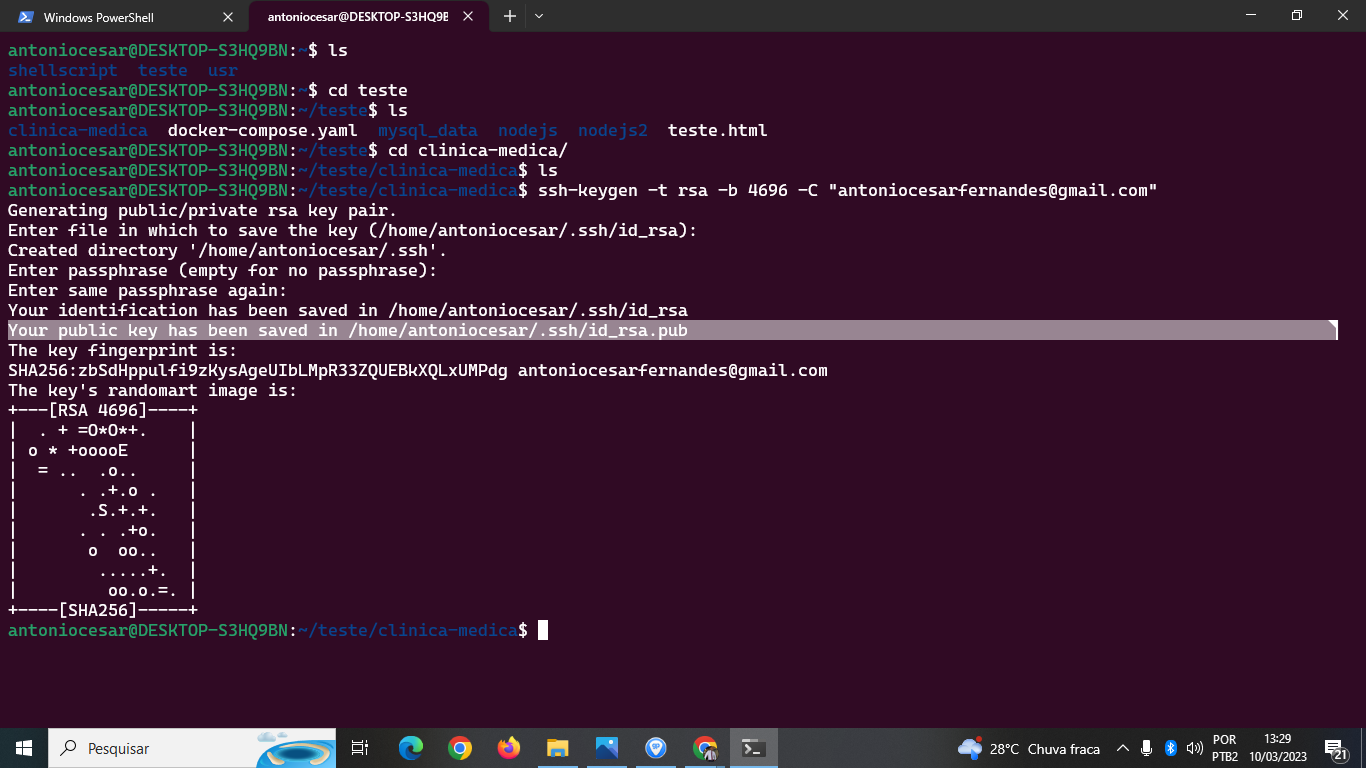 Windows PowerShell
antoniocesar@DESKTOP-S3HQ9B
antoniocesar@DESKTOP-S3HQ9BN:~$ ls
shellscript  teste  usr
antoniocesar@DESKTOP-S3HQ9BN:~$ cd teste
antoniocesar@DESKTOP-S3HQ9BN:~/teste$ ls
clinica-medica  docker-compose.yaml  mysql_data  nodejs  nodejs2  teste.html
antoniocesar@DESKTOP-S3HQ9BN:~/teste$ cd clinica-medica/
antoniocesar@DESKTOP-S3HQ9BN:~/teste/clinica-medica$ ls
antoniocesar@DESKTOP-S3HQ9BN:~/teste/clinica-medica$ ssh-keygen -t rsa -b 4696 -C "antoniocesarfernandes@gmail.com"
Generating public/private rsa key pair.
Enter file in which to save the key (/home/antoniocesar/.ssh/id_rsa):
Created directory '/home/antoniocesar/.ssh'.
Enter passphrase (empty for no passphrase):
Enter same passphrase again:
Your identification has been saved in /home/antoniocesar/.ssh/id_rsa
Your public key has been saved in /home/antoniocesar/.ssh/id_rsa.pub
The key fingerprint is:
SHA256:zbSdHppulfi9zKysAgeUIbLMpR33ZQUEBkXQLxUMPdg antoniocesarfernandes@gmail.com
The key's randomart image is:
+---[RSA 4696]----+
|  . + =O*O*+.    |
| o * +ooooE      |
|  = ..  .o..     |
|       . .+.o .   |
|        .S.+.+.   |
|       . . .+o.   |
|        o  oo..   |
|         .....+.  |
|          oo.o.=. |
+----[SHA256]-----+
antoniocesar@DESKTOP-S3HQ9BN:~/teste/clinica-medica$
Pesquisar
28°C Chuva fraca
POR
PTB2
13:29
10/03/2023
21